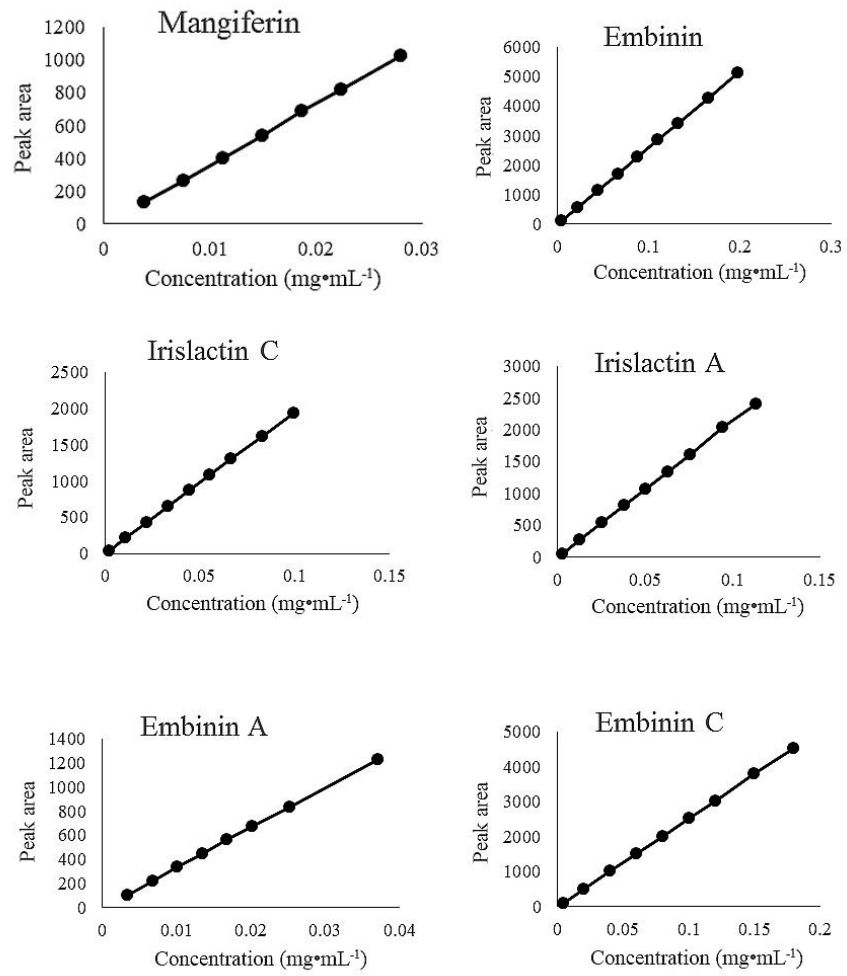 Mangiferin
1200
1000
800
600
400
200
0
Peak area
0 0.01 0.02 0.03
Concentration (mg•mL-1)
Embinin
6000
5000
4000
3000
2000
1000
0
Peak area
0 0.1 0.2 0.3
Concentration (mg•mL-1)
Irislactin C
2500
2000
1500
1000
500
0
Peak area
0 0.05 0.1 0.15
Concentration (mg•mL-1)
Irislactin A
3000
2500
2000
1500
1000
500
0
Peak area
0 0.05 0.1 0.15
Concentration (mg•mL-1)
Embinin A
1400
1200
1000
800
600
400
200
0
Peak area
0 0.01 0.02 0.03 0.04
Concentration (mg•mL-1)
Embinin C
5000
4000
3000
2000
1000
0
Peak area
0 0.05 0.1 0.15 0.2
Concentration (mg•mL-1)